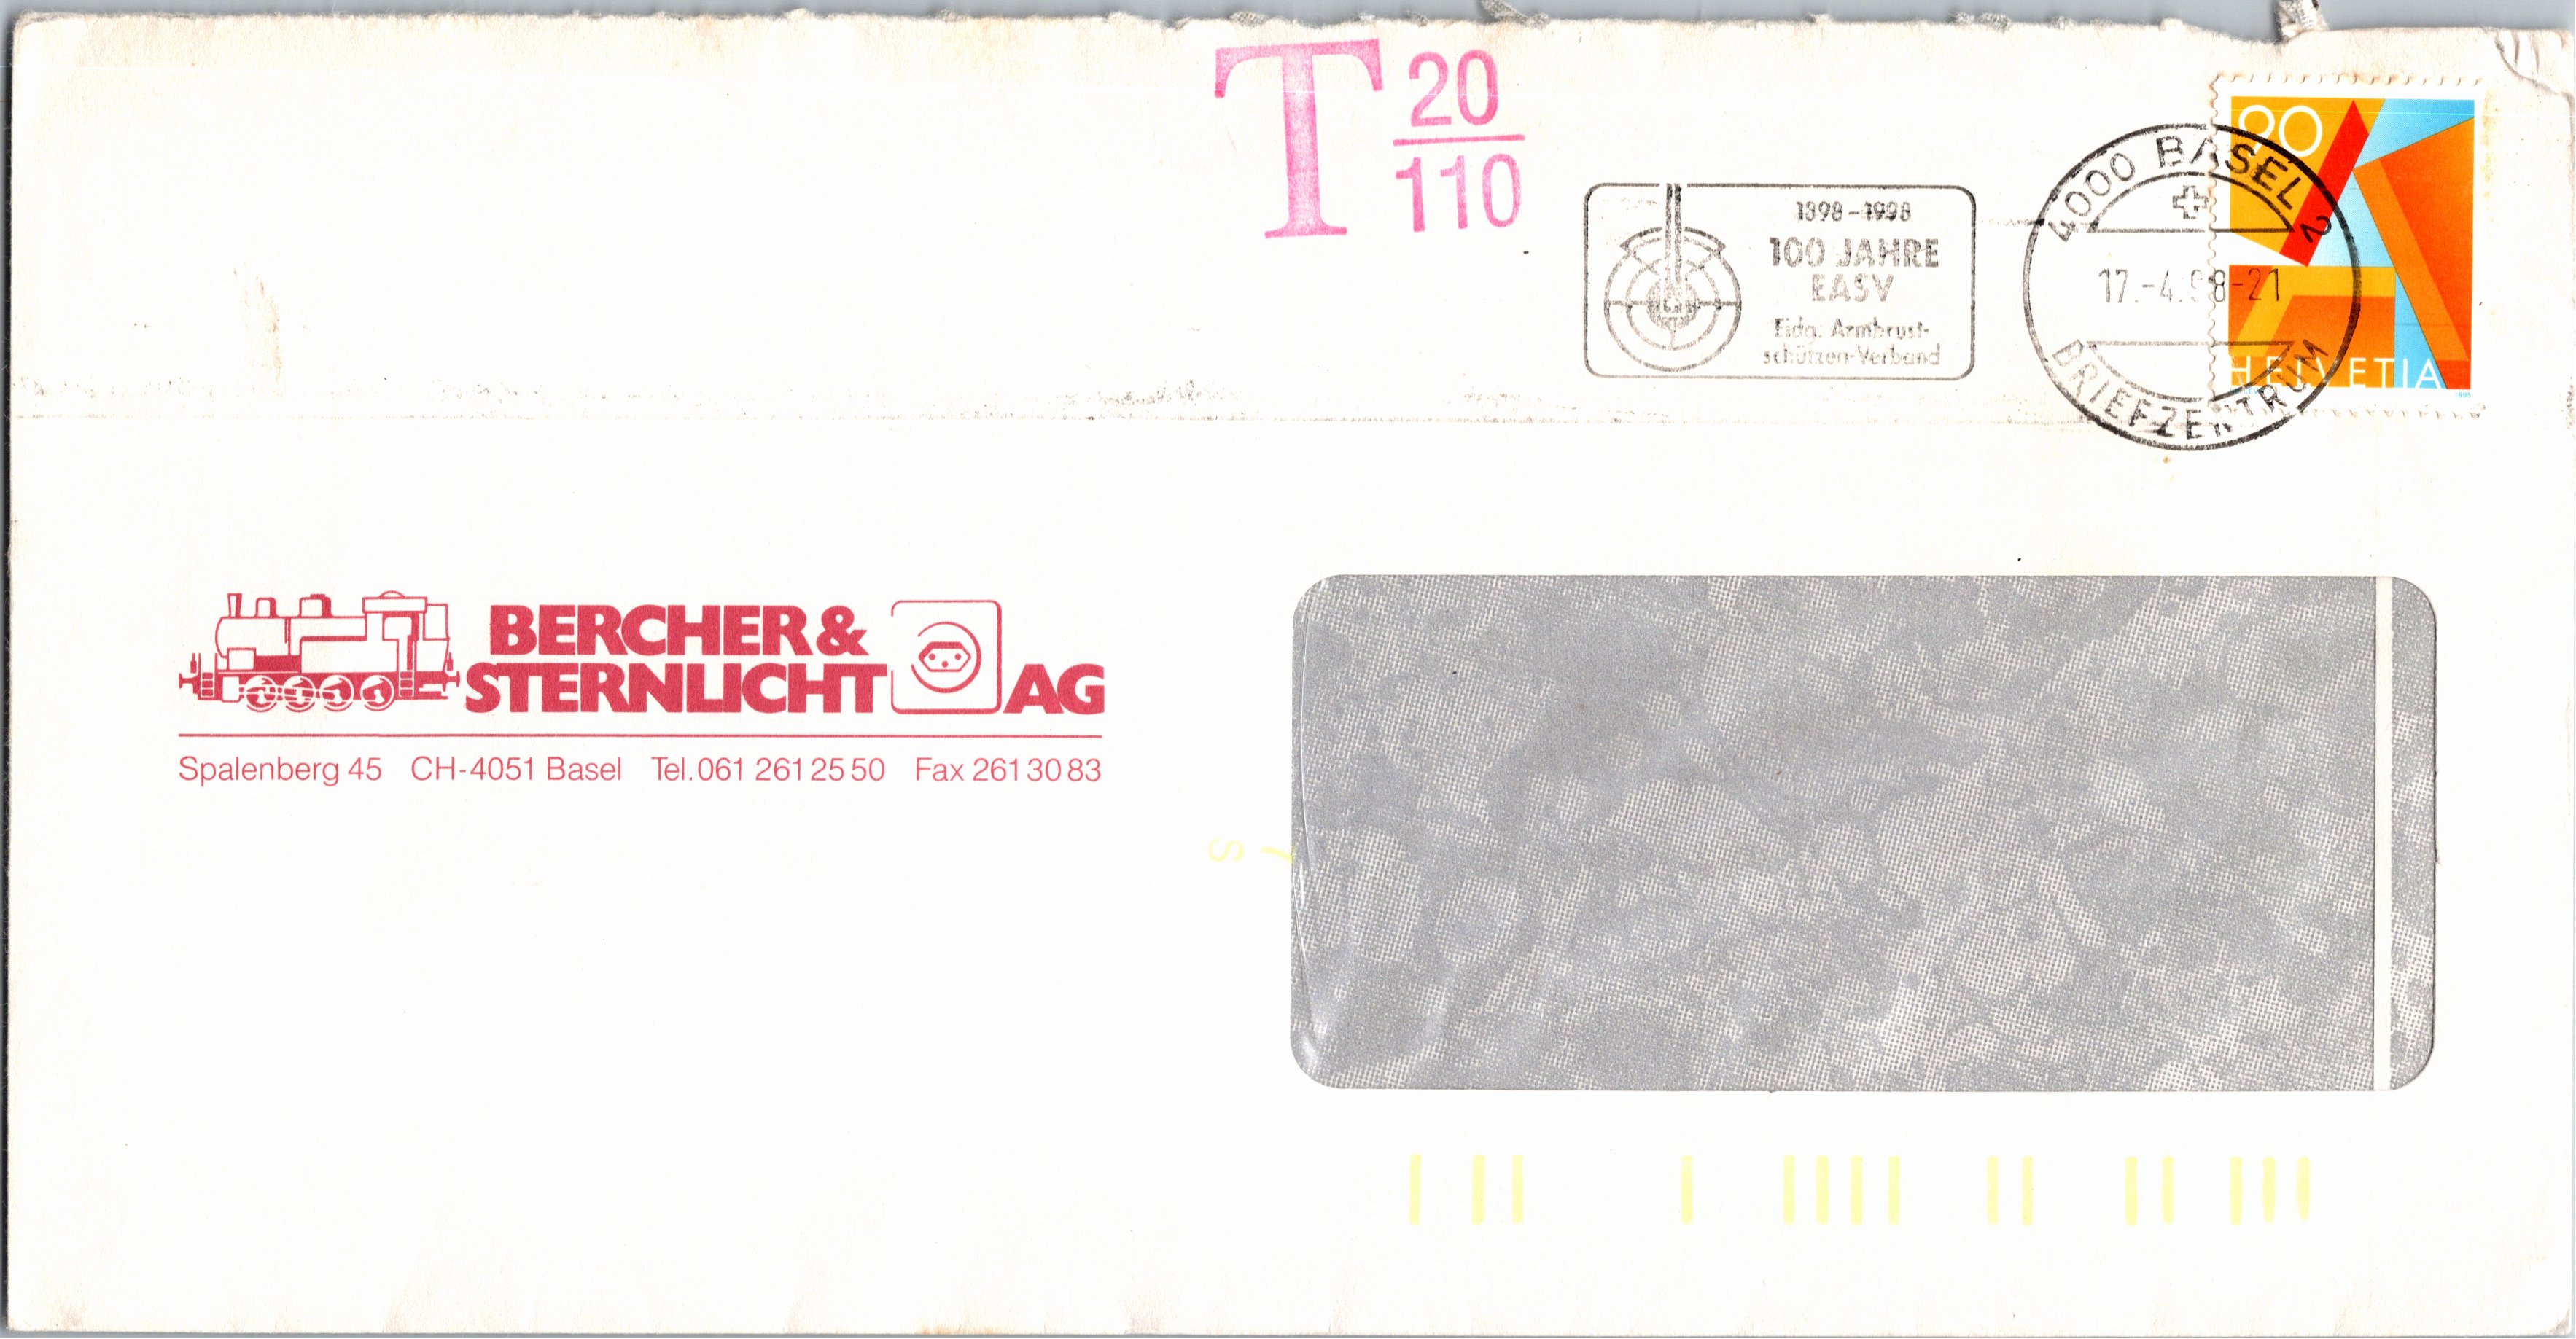 T 20
110
1898-1998
100 JAHRE
EASV
Eidg. Armbrust-
schützen-Verband
4000 BASEL 2
17.-4.98-21
BRIEFZENTRUM
90
HELVETIA
1995
BERCHER &
STERNLICHT AG
Spalenberg 45 CH-4051 Basel Tel. 061 261 25 50 Fax 261 30 83
S